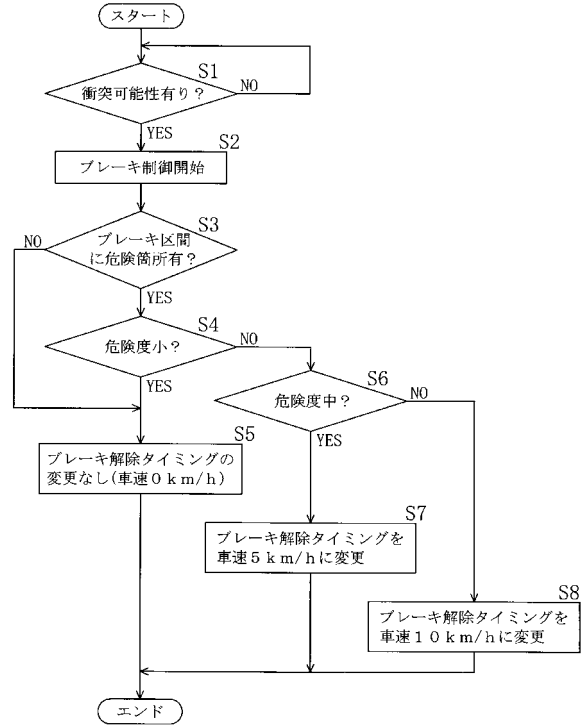 スタート
S1
衝突可能性有り？
NO
YES
S2
ブレーキ制御開始
S3
NO
ブレーキ区間
に危険箇所有？
YES
S4
危険度小？
NO
YES
S6
危険度中？
NO
YES
S5
ブレーキ解除タイミングの
変更なし(車速０ｋｍ/ｈ)
S7
ブレーキ解除タイミングを
車速５ｋｍ/ｈに変更
S8
ブレーキ解除タイミングを
車速１０ｋｍ/ｈに変更
エンド